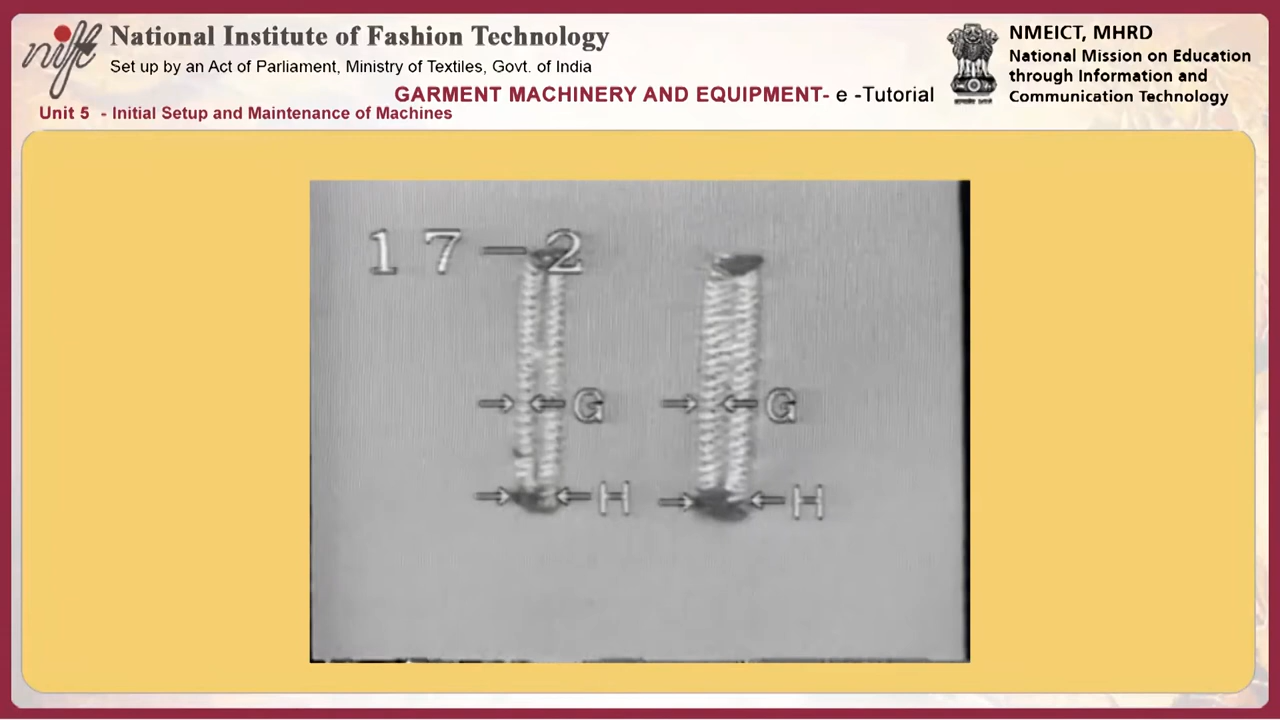 nift
National Institute of Fashion Technology
Set up by an Act of Parliament, Ministry of Textiles, Govt. of India
GARMENT MACHINERY AND EQUIPMENT- e -Tutorial
Unit 5 - Initial Setup and Maintenance of Machines
NMEICT, MHRD
National Mission on Education
through Information and
Communication Technology
17-2
G
G
H
H